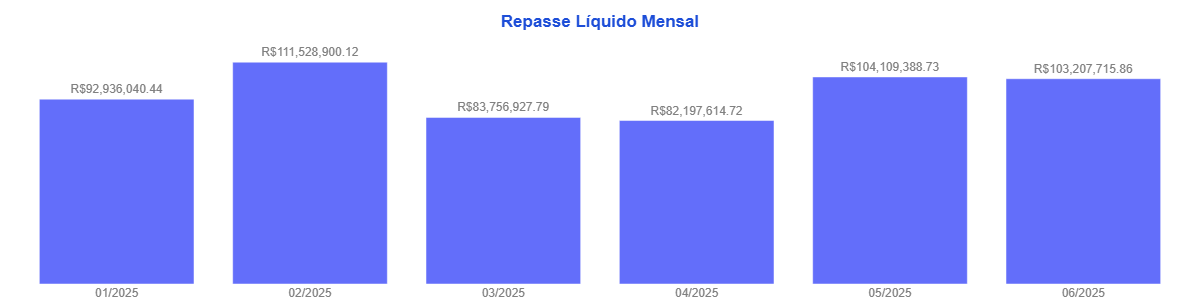 Repasse Líquido Mensal
R$92,936,040.44
R$111,528,900.12
R$83,756,927.79
R$82,197,614.72
R$104,109,388.73
R$103,207,715.86
01/2025
02/2025
03/2025
04/2025
05/2025
06/2025